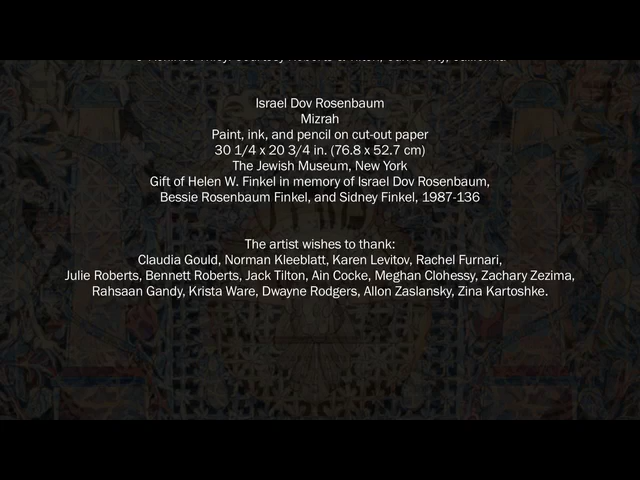 Israel Dov Rosenbaum
Mizrah
Paint, ink, and pencil on cut-out paper
30 1/4 x 20 3/4 in. (76.8 x 52.7 cm)
The Jewish Museum, New York
Gift of Helen W. Finkel in memory of Israel Dov Rosenbaum,
Bessie Rosenbaum Finkel, and Sidney Finkel, 1987-136
The artist wishes to thank:
Claudia Gould, Norman Kleeblatt, Karen Levitov, Rachel Furnari,
Julie Roberts, Bennett Roberts, Jack Tilton, Ain Cocke, Meghan Clohessy, Zachary Zezima,
Rahsaan Gandy, Krista Ware, Dwayne Rodgers, Allon Zaslansky, Zina Kartoshke.